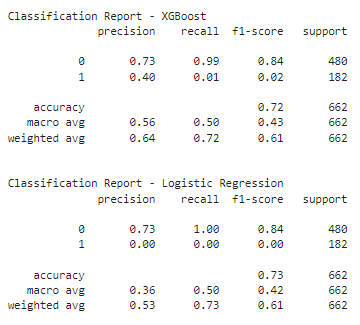 Classification Report - XGBoost
precision recall f1-score support
0 0.73 0.99 0.84 480
1 0.40 0.01 0.02 182
accuracy 0.72 662
macro avg 0.56 0.50 0.43 662
weighted avg 0.64 0.72 0.61 662
Classification Report - Logistic Regression
precision recall f1-score support
0 0.73 1.00 0.84 480
1 0.00 0.00 0.00 182
accuracy 0.73 662
macro avg 0.36 0.50 0.42 662
weighted avg 0.53 0.73 0.61 662